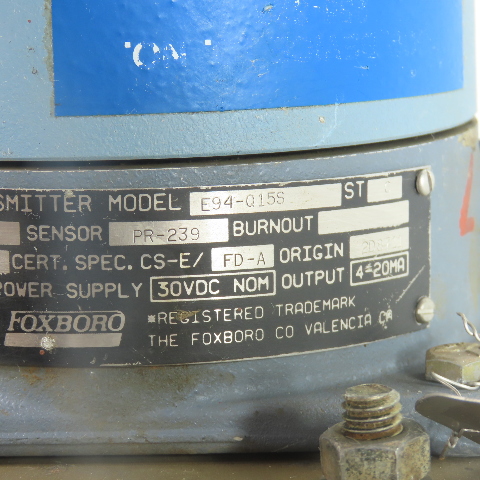 SMITTER MODEL E94-Q15S ST
SENSOR PR-239 BURNOUT
CERT. SPEC. CS-E/ FD-A ORIGIN
POWER SUPPLY 30VDC NOM OUTPUT 4-20MA
FOXBORO
*REGISTERED TRADEMARK
THE FOXBORO CO VALENCIA CA